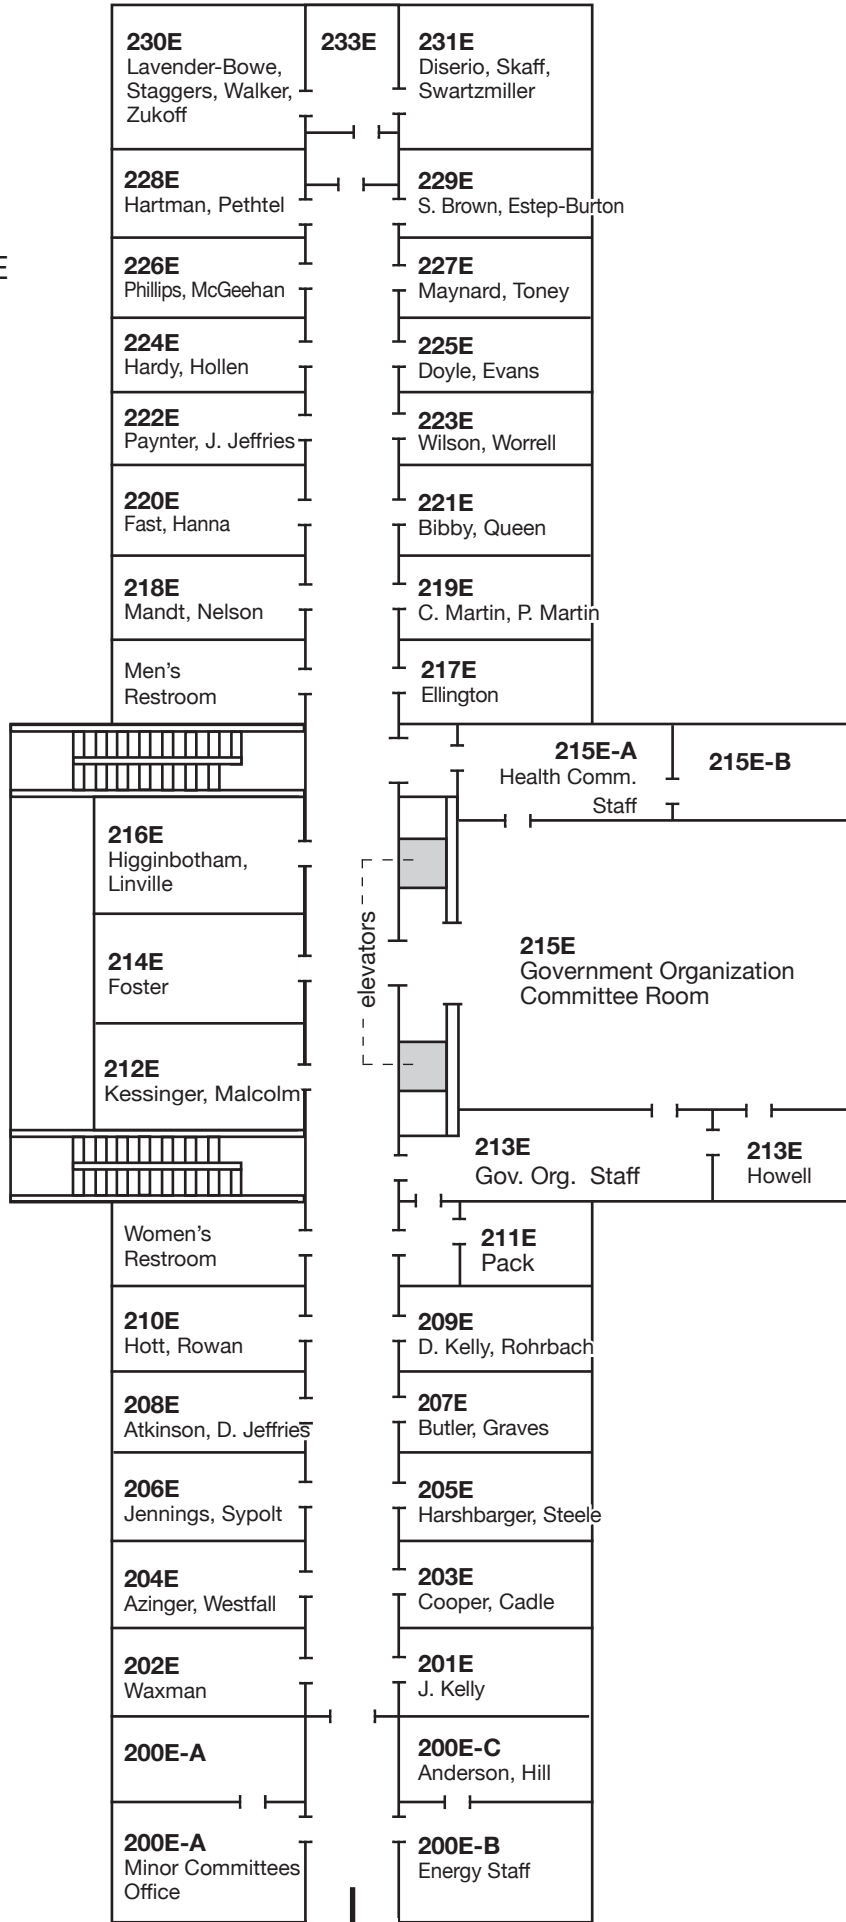 230E
Lavender-Bowe,
Staggers, Walker,
Zukoff
233E
231E
Diserio, Skaff,
Swartzmiller
228E
Hartman, Pethtel
229E
S. Brown, Estep-Burton
E
226E
Phillips, McGeehan
227E
Maynard, Toney
224E
Hardy, Hollen
225E
Doyle, Evans
222E
Paynter, J. Jeffries
223E
Wilson, Worrell
220E
Fast, Hanna
221E
Bibby, Queen
218E
Mandt, Nelson
219E
C. Martin, P. Martin
Men's
Restroom
217E
Ellington
215E-A
Health Comm.
Staff
215E-B
216E
Higginbotham,
Linville
elevators
214E
Foster
215E
Government Organization
Committee Room
212E
Kessinger, Malcolm
213E
Gov. Org. Staff
213E
Howell
Women's
Restroom
211E
Pack
210E
Hott, Rowan
209E
D. Kelly, Rohrbach
208E
Atkinson, D. Jeffries
207E
Butler, Graves
206E
Jennings, Sypolt
205E
Harshbarger, Steele
204E
Azinger, Westfall
203E
Cooper, Cadle
202E
Waxman
201E
J. Kelly
200E-A
200E-C
Anderson, Hill
200E-A
Minor Committees
Office
200E-B
Energy Staff